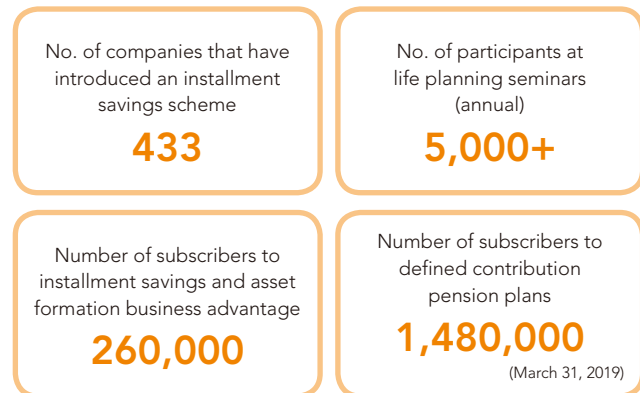 No. of companies that have
introduced an installment
savings scheme
433
No. of participants at
life planning seminars
(annual)
5,000+
Number of subscribers to
installment savings and asset
formation business advantage
260,000
Number of subscribers to
defined contribution
pension plans
1,480,000
(March 31, 2019)